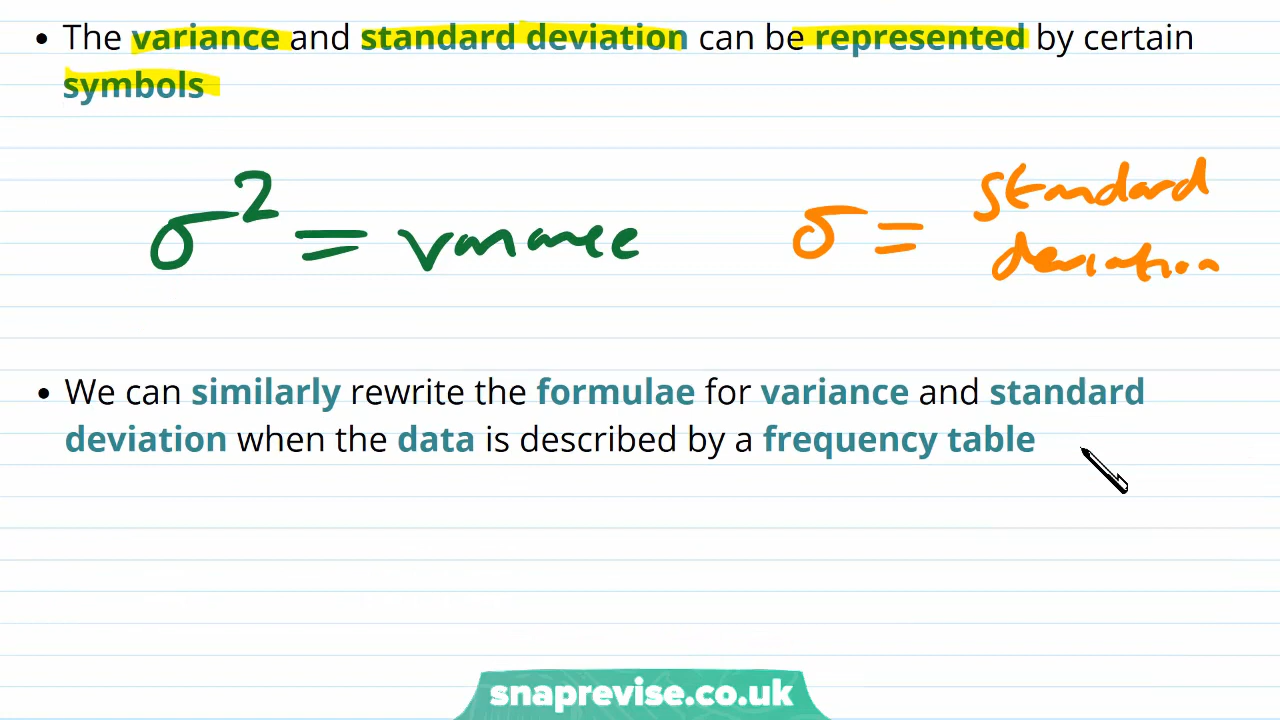 • The variance and standard deviation can be represented by certain
symbols
σ² = variance
σ = standard
deviation
• We can similarly rewrite the formulae for variance and standard
deviation when the data is described by a frequency table
snaprevise.co.uk